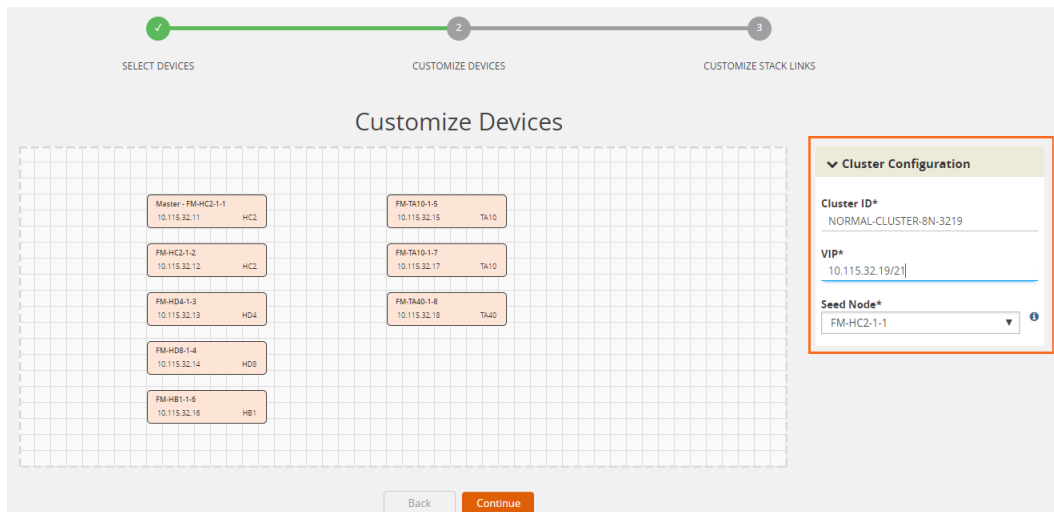 ✓
2
3
SELECT DEVICES
CUSTOMIZE DEVICES
CUSTOMIZE STACK LINKS
Customize Devices
Master - FM-HC2-1-1
10.115.32.11 HC2
FM-HC2-1-2
10.115.32.12 HC2
FM-HD4-1-3
10.115.32.13 HD4
FM-HD8-1-4
10.115.32.14 HD8
FM-HB1-1-6
10.115.32.16 HB1
FM-TA10-1-5
10.115.32.15 TA10
FM-TA10-1-7
10.115.32.17 TA10
FM-TA40-1-8
10.115.32.18 TA40
Cluster Configuration
Cluster ID*
NORMAL-CLUSTER-8N-3219
VIP*
10.115.32.19/21
Seed Node*
FM-HC2-1-1
Back
Continue